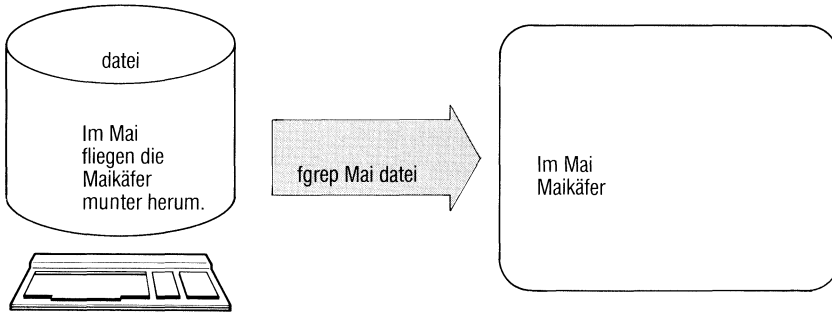 datei
Im Mai
fliegen die
Maikäfer
munter herum.
fgrep Mai datei
Im Mai
Maikäfer